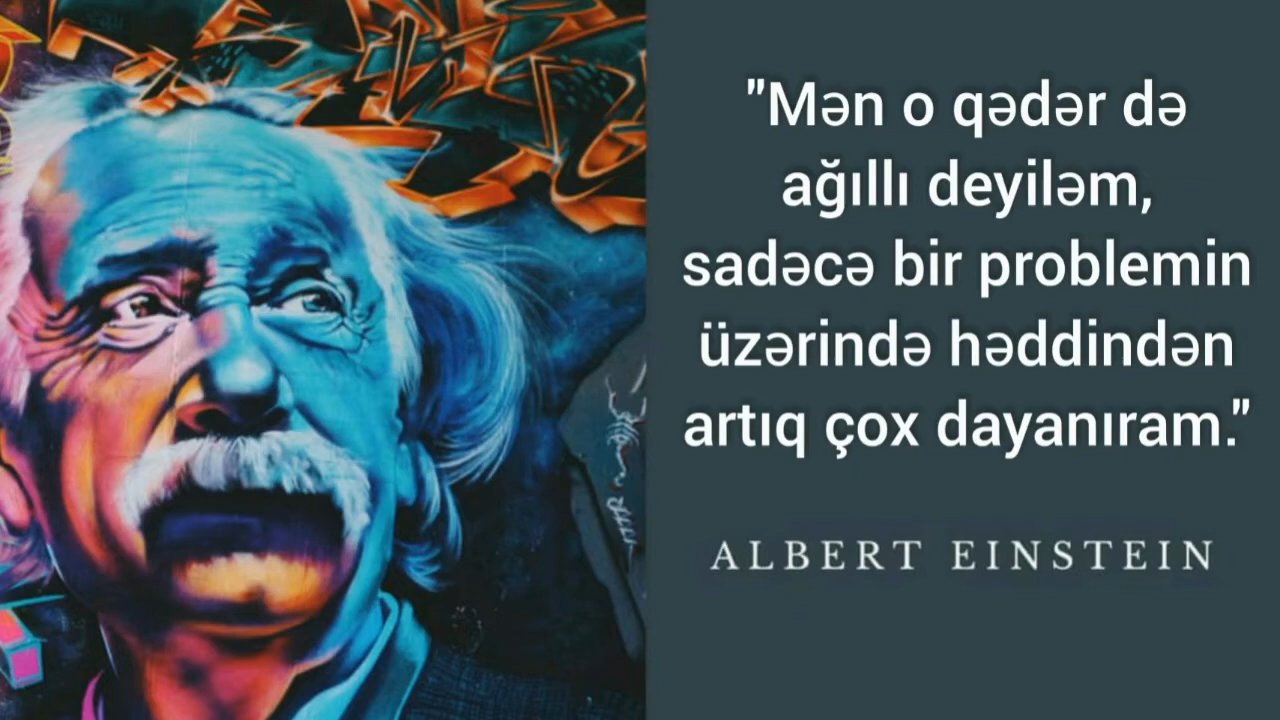 "Mən o qədər də
ağıllı deyiləm,
sadəcə bir problemin
üzərində həddindən
artıq çox dayanıram."
ALBERT EINSTEIN